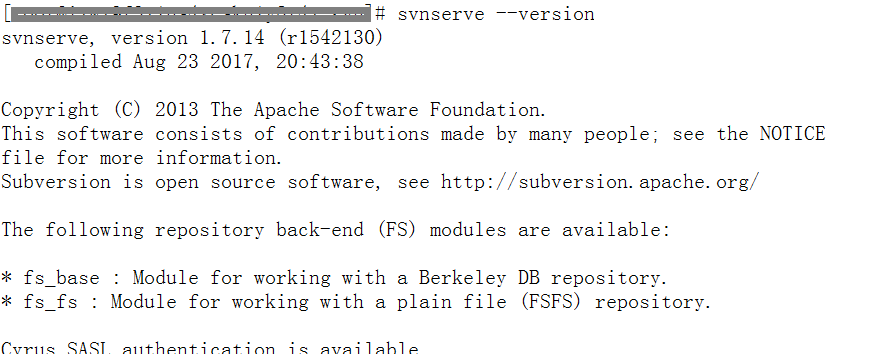 [ ]# svnserve --version
svnserve, version 1.7.14 (r1542130)
compiled Aug 23 2017, 20:43:38
Copyright (C) 2013 The Apache Software Foundation.
This software consists of contributions made by many people; see the NOTICE
file for more information.
Subversion is open source software, see http://subversion.apache.org/
The following repository back-end (FS) modules are available:
* fs_base : Module for working with a Berkeley DB repository.
* fs_fs : Module for working with a plain file (FSFS) repository.
Cyrus SASL authentication is available